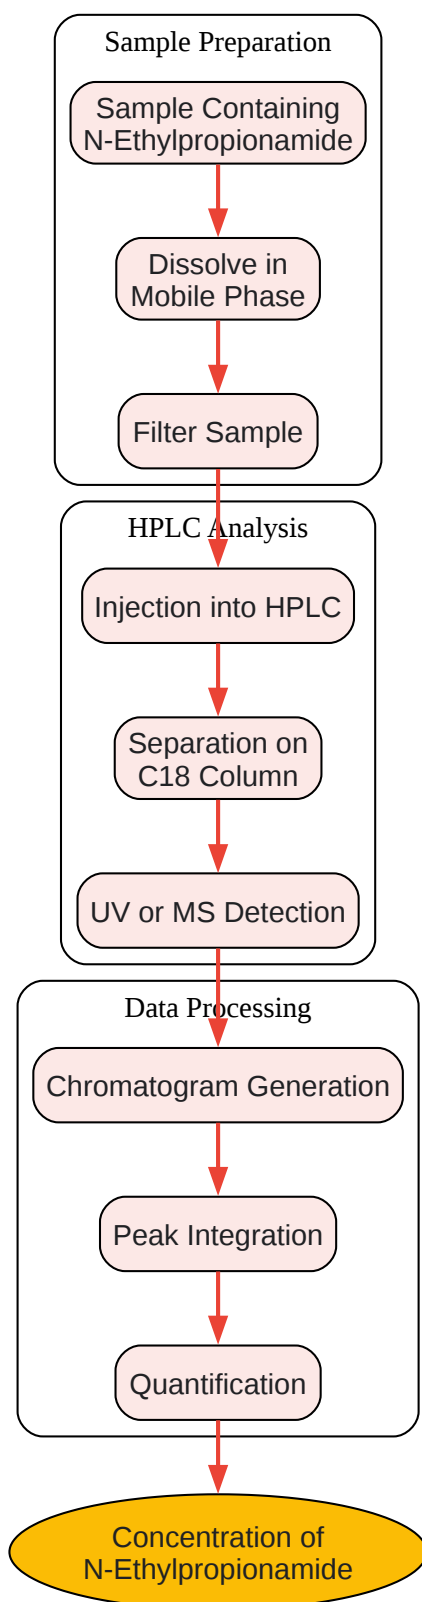 Sample Preparation
Sample Containing
N-Ethylpropionamide
Dissolve in
Mobile Phase
Filter Sample
HPLC Analysis
Injection into HPLC
Separation on
C18 Column
UV or MS Detection
Data Processing
Chromatogram Generation
Peak Integration
Quantification
Concentration of
N-Ethylpropionamide